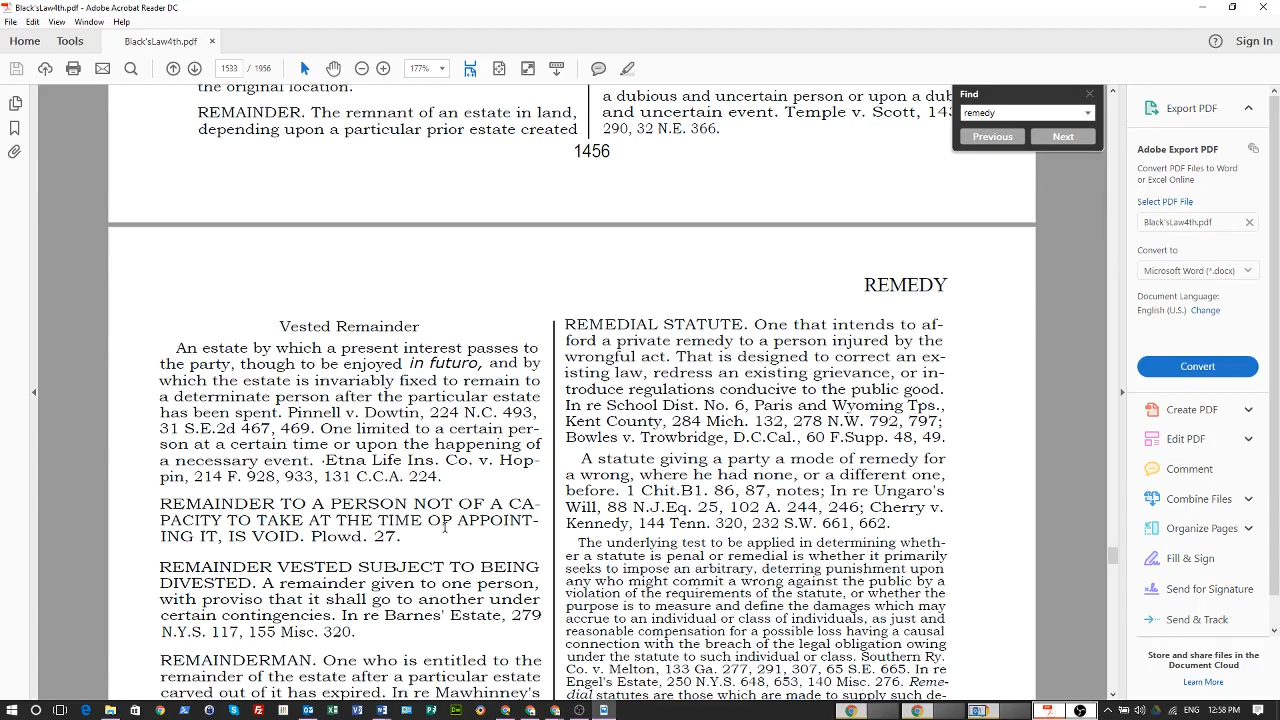 Black'sLaw4th.pdf - Adobe Acrobat Reader DC
File Edit View Window Help
Home Tools Black'sLaw4th.pdf × Sign In
1533 / 1956 177%
the original location.
REMAINDER. The remnant of an estate in land,
depending upon a particular prior estate created
a dubious and uncertain person or upon a dub
and uncertain event. Temple v. Scott, 143
290, 32 N.E. 366.
1456
Find
remedy
Previous Next
REMEDY
Vested Remainder
An estate by which a present interest passes to
the party, though to be enjoyed in futuro, and by
which the estate is invariably fixed to remain to
a determinate person after the particular estate
has been spent. Pinnell v. Dowtin, 224 N.C. 493,
31 S.E.2d 467, 469. One limited to a certain per-
son at a certain time or upon the happening of
a necessary event. ·Etna Life Ins. Co. v. Hop-
pin, 214 F. 928, 933, 131 C.C.A. 224.
REMAINDER TO A PERSON NOT OF A CA-
PACITY TO TAKE AT THE TIME OF APPOINT-
ING IT, IS VOID. Plowd. 27.
REMAINDER VESTED SUBJECT TO BEING
DIVESTED. A remainder given to one person,
with proviso that it shall go to another under
certain contingencies. In re Barnes' Estate, 279
N.Y.S. 117, 155 Misc. 320.
REMAINDERMAN. One who is entitled to the
remainder of the estate after a particular estate
carved out of it has expired. In re Mawhinney's
REMEDIAL STATUTE. One that intends to af-
ford a private remedy to a person injured by the
wrongful act. That is designed to correct an ex-
isting law, redress an existing grievance, or in-
troduce regulations conducive to the public good.
In re School Dist. No. 6, Paris and Wyoming Tps.,
Kent County, 284 Mich. 132, 278 N.W. 792, 797;
Bowles v. Trowbridge, D.C.Cal., 60 F.Supp. 48, 49.
A statute giving a party a mode of remedy for
a wrong, where he had none, or a different one,
before. 1 Chit.B1. 86, 87, notes; In re Ungaro's
Will, 88 N.J.Eq. 25, 102 A. 244, 246; Cherry v.
Kennedy, 144 Tenn. 320, 232 S.W. 661, 662.
The underlying test to be applied in determining wheth-
er a statute is penal or remedial is whether it primarily
seeks to impose an arbitrary, deterring punishment upon
any who might commit a wrong against the public by a
violation of the requirements of the statute, or whether the
purpose is to measure and define the damages which may
accrue to an individual or class of individuals, as just and
reasonable compensation for a possible loss having a causal
connection with the breach of the legal obligation owing
under the statute to such individual or class. Southern Ry.
Co. v. Melton, 133 Ga. 277, 291, 307, 65 S.E. 665. In re
Engel's Estate, 250 N.Y.S. 648, 653, 140 Misc. 276. Reme-
dial statutes are those which are made to supply such de-
Export PDF
Adobe Export PDF
Convert PDF Files to Word
or Excel Online
Select PDF File
Black'sLaw4th.pdf
Convert to
Microsoft Word (*.docx)
Document Language:
English (U.S.) Change
Convert
Create PDF
Edit PDF
Comment
Combine Files
Organize Pages
Fill & Sign
Send for Signature
Send & Track
Store and share files in the
Document Cloud
Learn More
12:58 PM